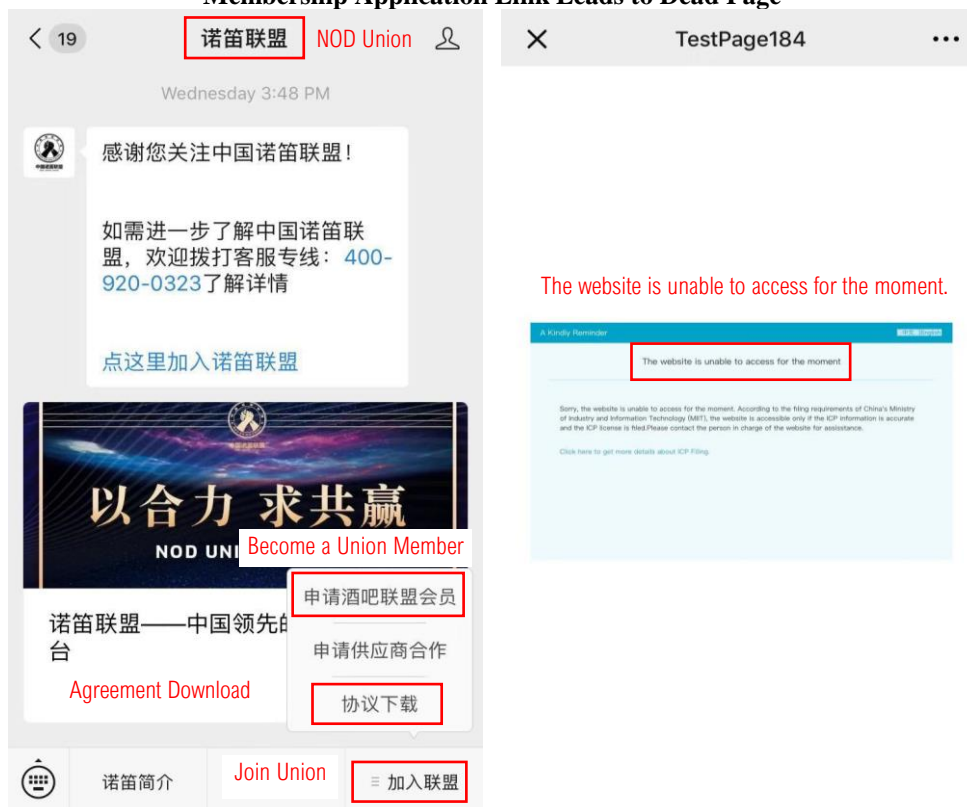 Membership Application Link Leads to Dead Page
19
诺笛联盟
NOD Union
Wednesday 3:48 PM
感谢您关注中国诺笛联盟！
如需进一步了解中国诺笛联
盟，欢迎拨打客服专线：400-
920-0323了解详情
点这里加入诺笛联盟
中国诺笛联盟
以合力 求共赢
NOD UNI
Become a Union Member
申请酒吧联盟会员
诺笛联盟——中国领先的
台
申请供应商合作
Agreement Download
协议下载
诺笛简介
Join Union
加入联盟
TestPage184
The website is unable to access for the moment.
A Kindly Reminder
English
The website is unable to access for the moment
Sorry, the website is unable to access for the moment. According to the filing requirements of China's Ministry
of Industry and Information Technology (MIIT), the website is accessible only if the ICP information is accurate
and the ICP license is filed.Please contact the person in charge of the website for assistance.
Click here to get more details about ICP Filing.